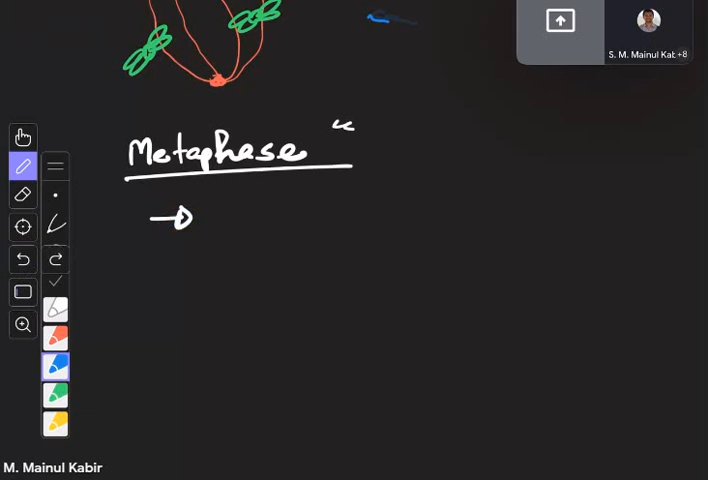 S. M. Mainul Kat +8
Metaphase
M. Mainul Kabir